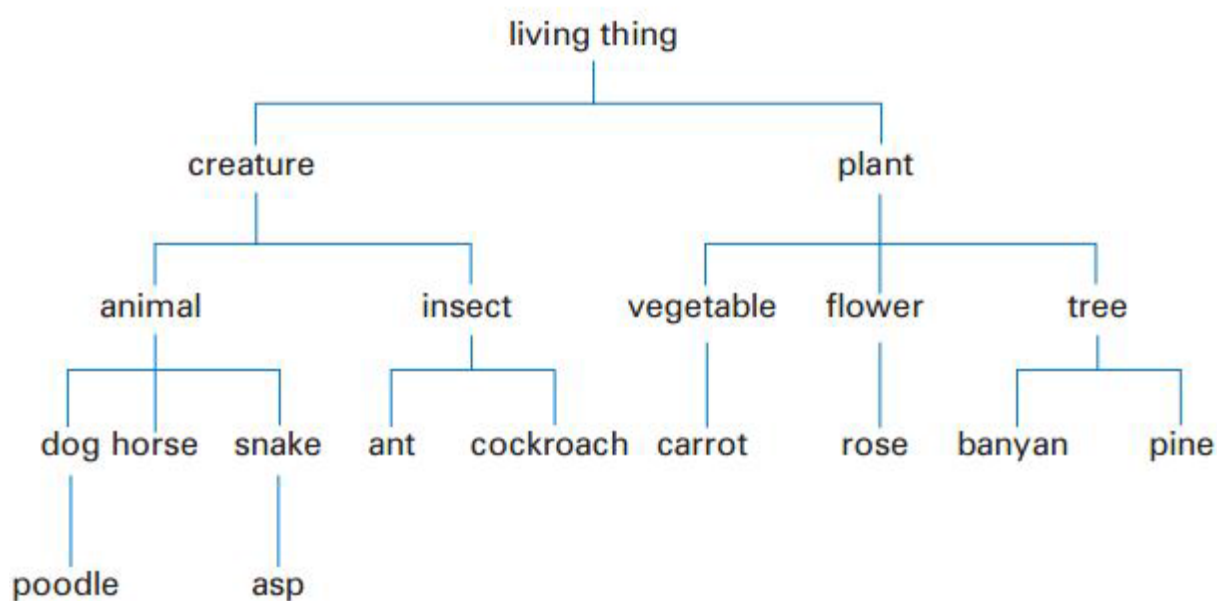 living thing
creature plant
animal insect vegetable flower tree
dog horse snake ant cockroach carrot rose banyan pine
poodle asp